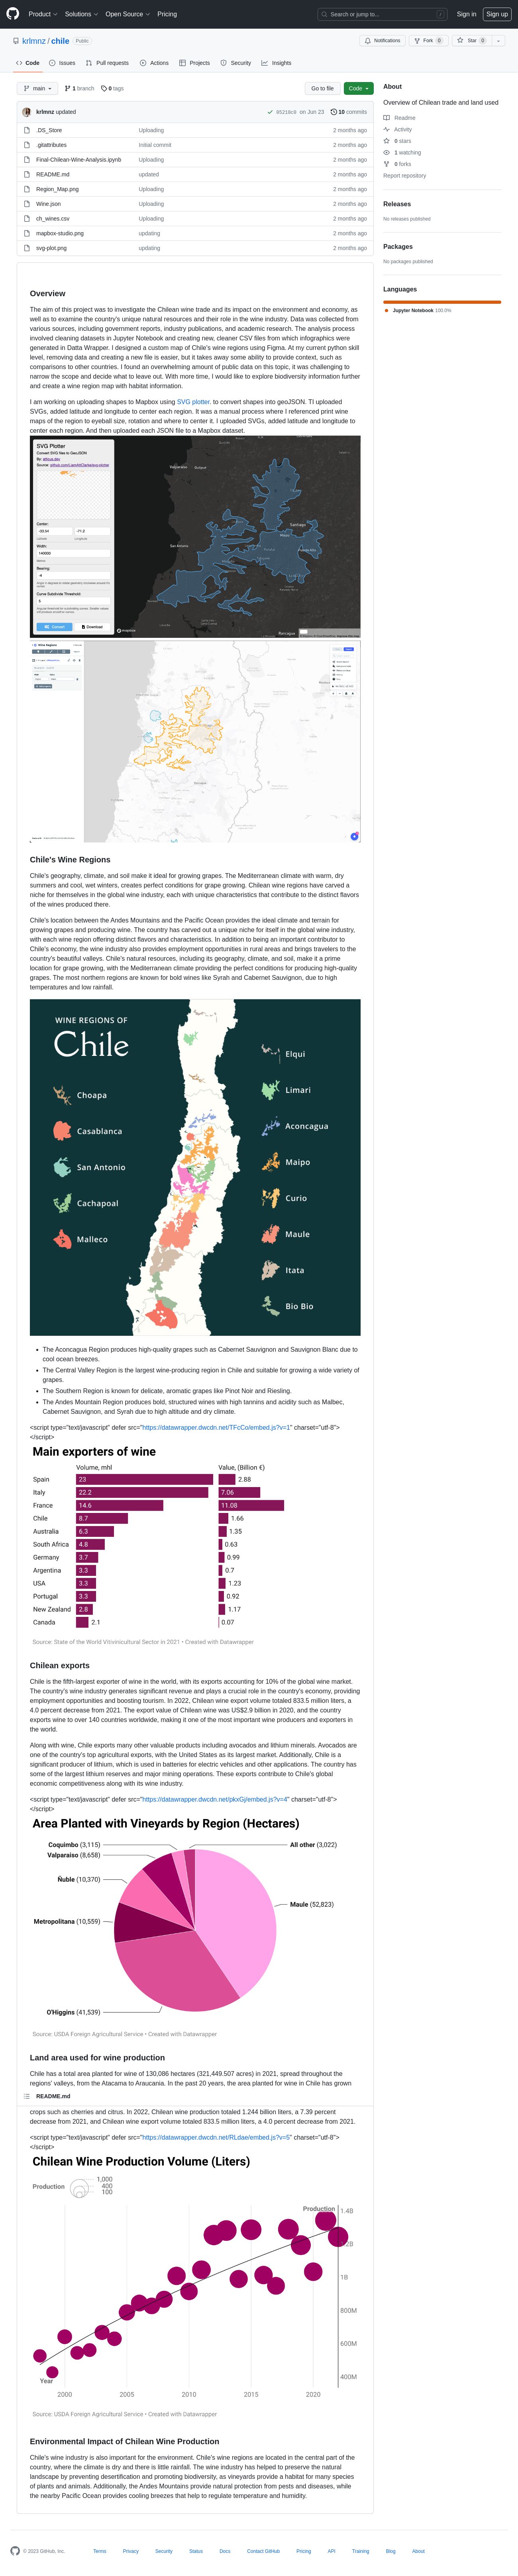 Product Solutions Open Source Pricing Search or jump to... / Sign in Sign up
krlmnz / chile Public Notifications Fork 0 Star 0
Code Issues Pull requests Actions Projects Security Insights
main 1 branch 0 tags Go to file Code
krlmnz updated on Jun 23 10 commits
.DS_Store Uploading 2 months ago
.gitattributes Initial commit 2 months ago
Final-Chilean-Wine-Analysis.ipynb Uploading 2 months ago
README.md updated 2 months ago
Region_Map.png Uploading 2 months ago
Wine.json Uploading 2 months ago
ch_wines.csv Uploading 2 months ago
mapbox-studio.png updating 2 months ago
svg-plot.png updating 2 months ago
About
Overview of Chilean trade and land use
Readme
Activity
0 stars
1 watching
0 forks
Report repository
Releases
No releases published
Packages
No packages published
Languages
Jupyter Notebook 100.0%
Overview
The aim of this project was to investigate the Chilean wine trade and its impact on the environment and economy, as
well as to examine the country's unique natural resources and their role in the wine industry. Data was collected from
various sources, including government reports, industry publications, and academic research. The analysis process
involved cleaning datasets in Jupyter Notebook and creating new, cleaner CSV files from which infographics were
generated in Datta Wrapper. I designed a custom map of Chile's wine regions using Figma. At my current python skill
level, removing data and creating a new file is easier, but it takes away some ability to provide context, such as
comparisons to other countries. I found an overwhelming amount of public data on this topic, it was challenging to
narrow the scope and decide what to leave out. With more time, I would like to explore biodiversity information further
and create a wine region map with habitat information.
I am working on uploading shapes to Mapbox using SVG plotter. to convert shapes into geoJSON. TI uploaded
SVGs, added latitude and longitude to center each region. It was a manual process where I referenced print wine
maps of the region to eyeball size, rotation and where to center it. I uploaded SVGs, added latitude and longitude to
center each region. And then uploaded each JSON file to a Mapbox dataset.
SVG Plotter
Convert SVG files to GeoJSON
Center:
Width:
Bearing:
Curve Subdivide Threshold:
Convert Download
Valparaiso
Santiago
San Antonio
Rancagua
Chile's Wine Regions
Chile's geography, climate, and soil make it ideal for growing grapes. The Mediterranean climate with warm, dry
summers and cool, wet winters, creates perfect conditions for grape growing. Chilean wine regions have carved a
niche for themselves in the global wine industry, each with unique characteristics that contribute to the distinct flavors
of the wines produced there.
Chile's location between the Andes Mountains and the Pacific Ocean provides the ideal climate and terrain for
growing grapes and producing wine. The country has carved out a unique niche for itself in the global wine industry,
with each wine region offering distinct flavors and characteristics. In addition to being an important contributor to
Chile's economy, the wine industry also brings work and provides employment opportunities in rural areas and attracts visitors
to the country's vineyards and wineries. Chile's natural resources, including its geography, climate, and soil, make it a prime
location for grape growing, with the Mediterranean climate providing the perfect conditions for producing high-quality
grapes. The most northern regions are known for bold wines like Syrah and Cabernet Sauvignon, due to high
temperatures and low rainfall.
WINE REGIONS OF
Chile
Elqui
Choapa
Limari
Casablanca
Aconcagua
San Antonio
Maipo
Cachapoal
Curio
Malleco
Maule
Itata
Bio Bio
The Aconcagua Region produces high-quality grapes such as Cabernet Sauvignon and Sauvignon Blanc due to
cool ocean breezes.
The Central Valley Region is the largest wine-producing region in Chile and suitable for growing a wide variety of
grapes.
The Southern Region is known for delicate, aromatic grapes like Pinot Noir and Riesling.
The Andes Mountain Region produces bold, structured wines with high tannins and acidity such as Malbec,
Cabernet Sauvignon, and Syrah due to high altitude and dry climate.
<script type="text/javascript" defer src="https://datawrapper.dwcdn.net/TFcCo/embed.js?v=1" charset="utf-8">
</script>
Main exporters of wine
Volume, mhl Value, (Billion €)
Spain 23 2.88
Italy 22.2 7.06
France 14.6 11.08
Chile 8.7 1.66
Australia 6.3 1.35
South Africa 4.8 0.63
Germany 3.7 0.99
Argentina 3.3 0.7
USA 3.3 1.23
Portugal 3.3 0.92
New Zealand 2.8 1.17
Canada 2.1 0.07
Source: State of the World Vitivinicultural Sector in 2021 • Created with Datawrapper
Chilean exports
Chile is the fifth-largest exporter of wine in the world, with its exports accounting for 10% of the global wine market.
The country's wine industry generates significant revenue and plays a crucial role in the country's economy, providing
employment opportunities and boosting tourism. In 2022, Chilean wine export volume totaled 833.5 million liters, a
4.0 percent decrease from 2021. The export value of Chilean wine was US$2.9 billion in 2020, and the country
exports wine to over 140 countries worldwide, making it one of the most important wine producers and exporters in
the world.
Along with wine, Chile exports many other valuable products including avocados and lithium minerals. Avocados are
one of the country's top agricultural exports, with the United States as its largest market. Additionally, Chile is a
significant producer of lithium, which is used in batteries for electric vehicles and other applications. The country has
some of the largest lithium reserves and major mining operations. These exports contribute to Chile's global
economic competitiveness along with its wine industry.
<script type="text/javascript" defer src="https://datawrapper.dwcdn.net/pkxGj/embed.js?v=4" charset="utf-8">
</script>
Area Planted with Vineyards by Region (Hectares)
Coquimbo (3,115) All other (3,022)
Valparaiso (8,658)
Ñuble (10,370)
Maule (52,823)
Metropolitana (10,559)
O'Higgins (41,539)
Source: USDA Foreign Agricultural Service • Created with Datawrapper
Land area used for wine production
Chile has a total area planted for wine of 130,086 hectares (321,449.507 acres) in 2021, spread throughout the
regions' valleys, from the Atacama to Araucania. In the past 20 years, the area planted for wine in Chile has grown
README.md
crops such as cherries and citrus. In 2022, Chilean wine production totaled 1.244 billion liters, a 7.39 percent
decrease from 2021, and Chilean wine export volume totaled 833.5 million liters, a 4.0 percent decrease from 2021.
<script type="text/javascript" defer src="https://datawrapper.dwcdn.net/RLdae/embed.js?v=5" charset="utf-8">
</script>
Chilean Wine Production Volume (Liters)
Production 1,000 400 100
Production
1.4B
1.2B
1B
800M
600M
400M
Year
2000 2005 2010 2015 2020
Source: USDA Foreign Agricultural Service • Created with Datawrapper
Environmental Impact of Chilean Wine Production
Chile's wine industry is also important for the environment. Chile's wine regions are located in the central part of the
country, where the climate is dry and there is little rainfall. The wine industry has helped to preserve the natural
landscape by preventing desertification and promoting biodiversity, as vineyards provide a habitat for many species
of plants and animals. Additionally, the Andes Mountains provide natural protection from pests and diseases, while
the nearby Pacific Ocean provides cooling breezes that help to regulate temperature and humidity.
© 2023 GitHub, Inc. Terms Privacy Security Status Docs Contact GitHub Pricing API Training Blog About